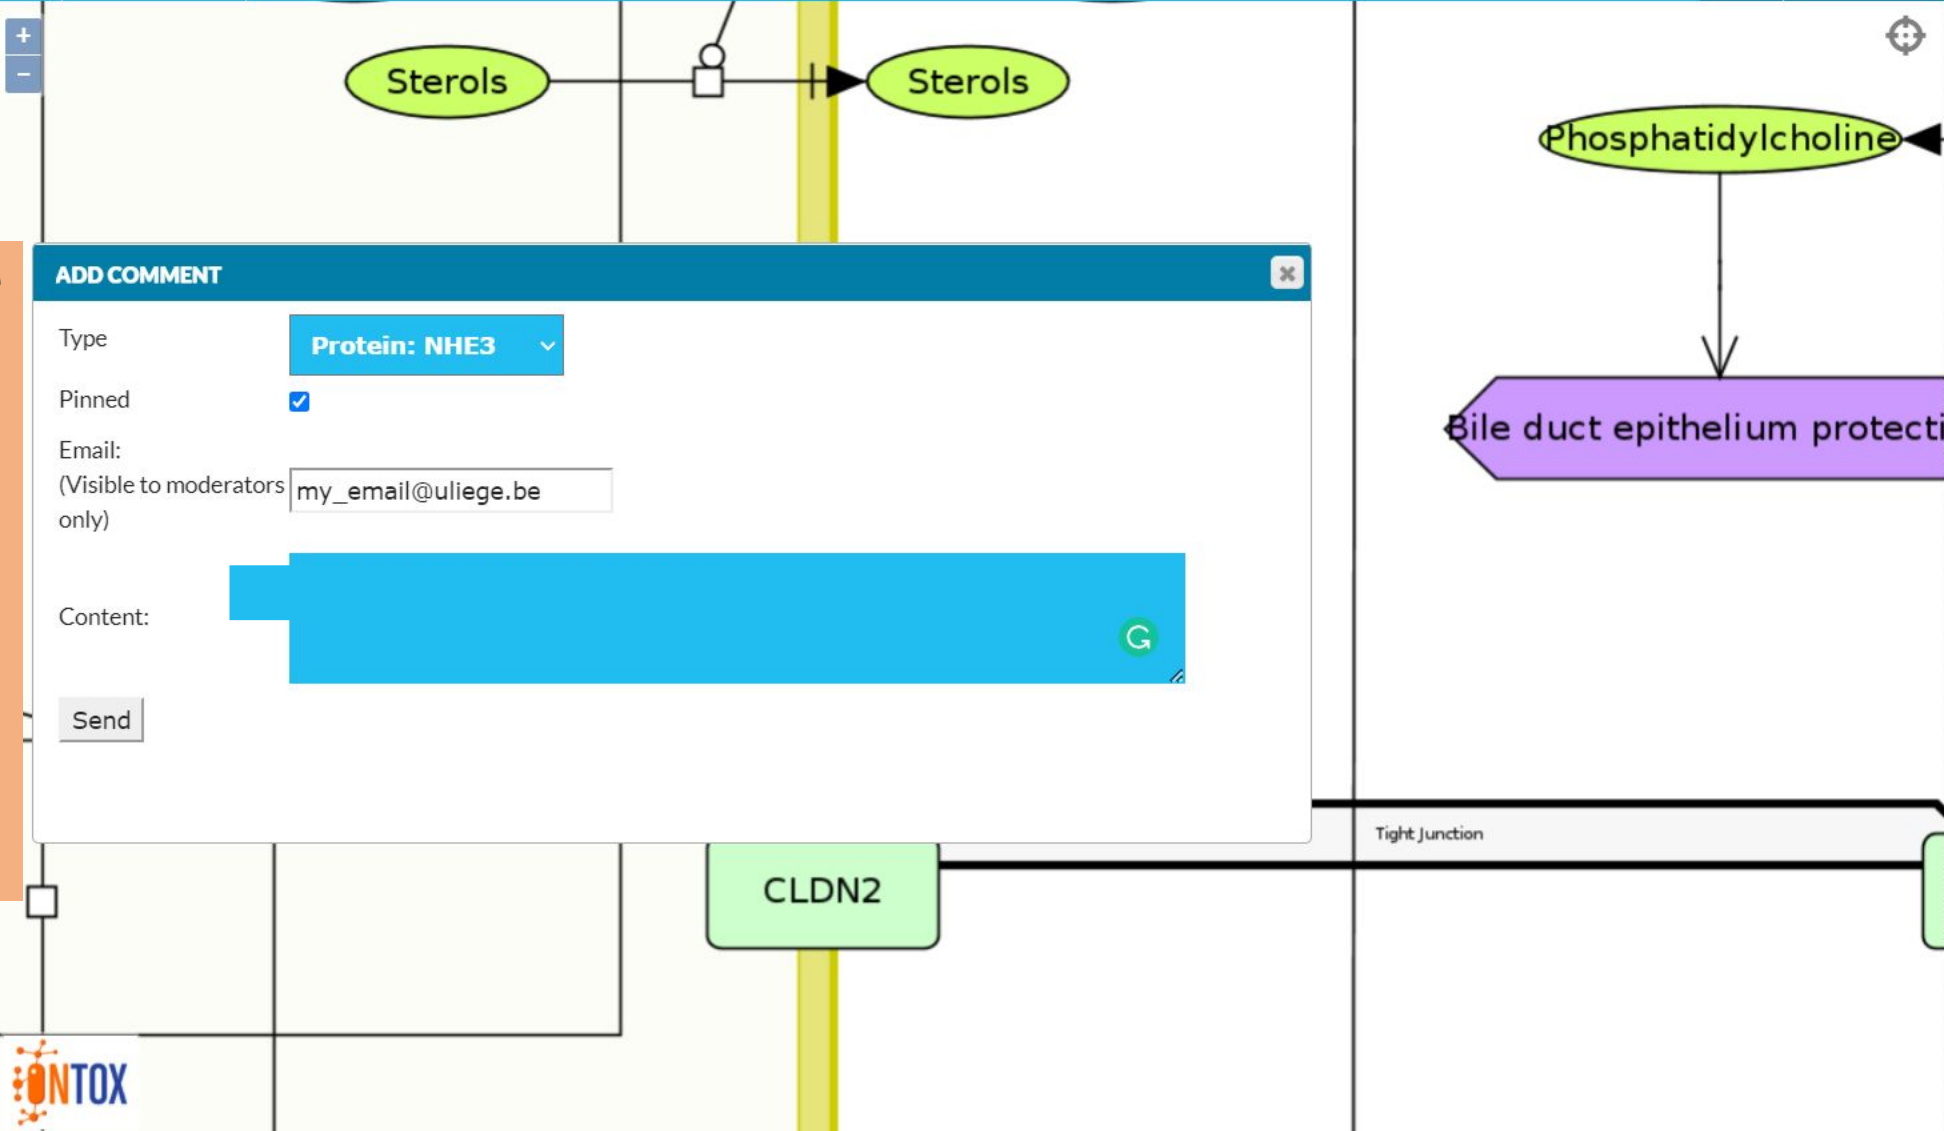 +
−
Sterols
Sterols
Phosphatidylcholine
ADD COMMENT
Type
Protein: NHE3
Pinned
Email:
(Visible to moderators
only)
my_email@uliege.be
Bile duct epithelium protecti
Content:
Send
Tight Junction
CLDN2
ONTOX